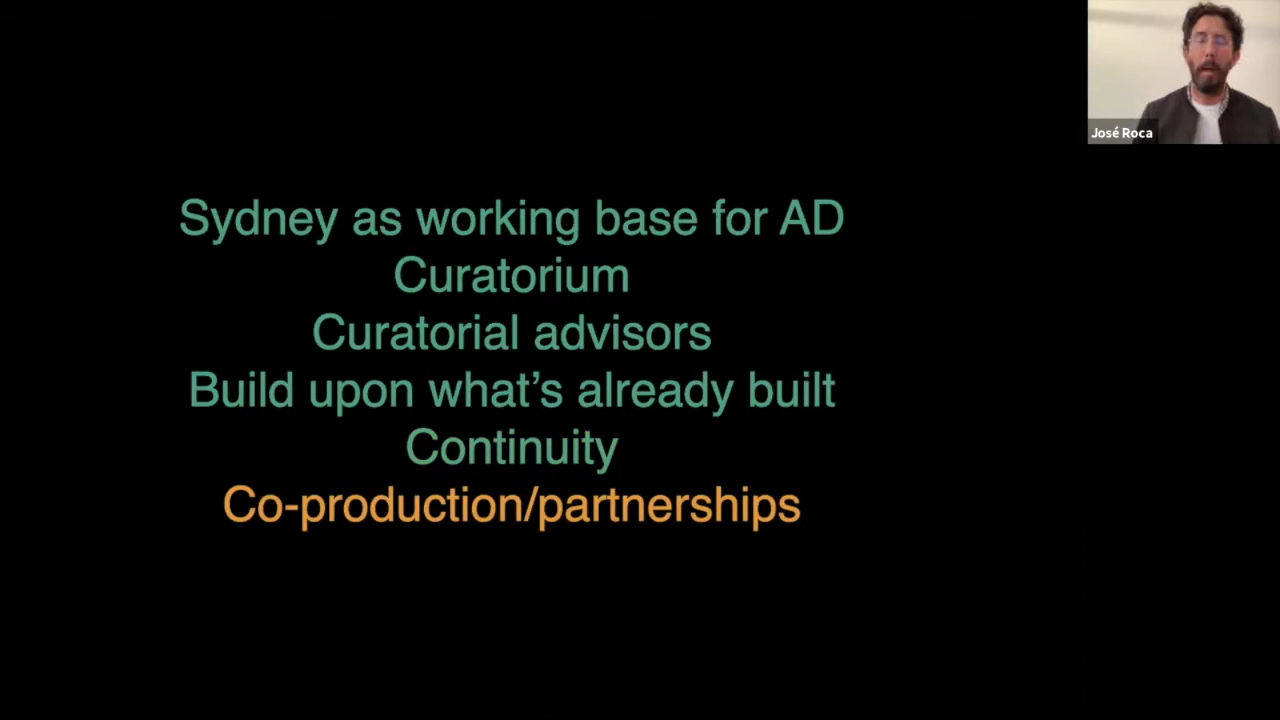 José Roca
Sydney as working base for AD
Curatorium
Curatorial advisors
Build upon what’s already built
Continuity
Co-production/partnerships